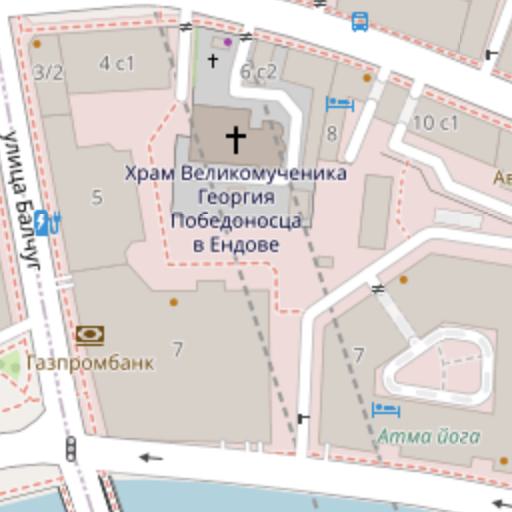 4 с1
3/2
6 с2
8
10 с1
Храм Великомученика
Георгия
Победоносца
в Ендове
Ав
5
улица Балчуг
7
7
Газпромбанк
Атма йога